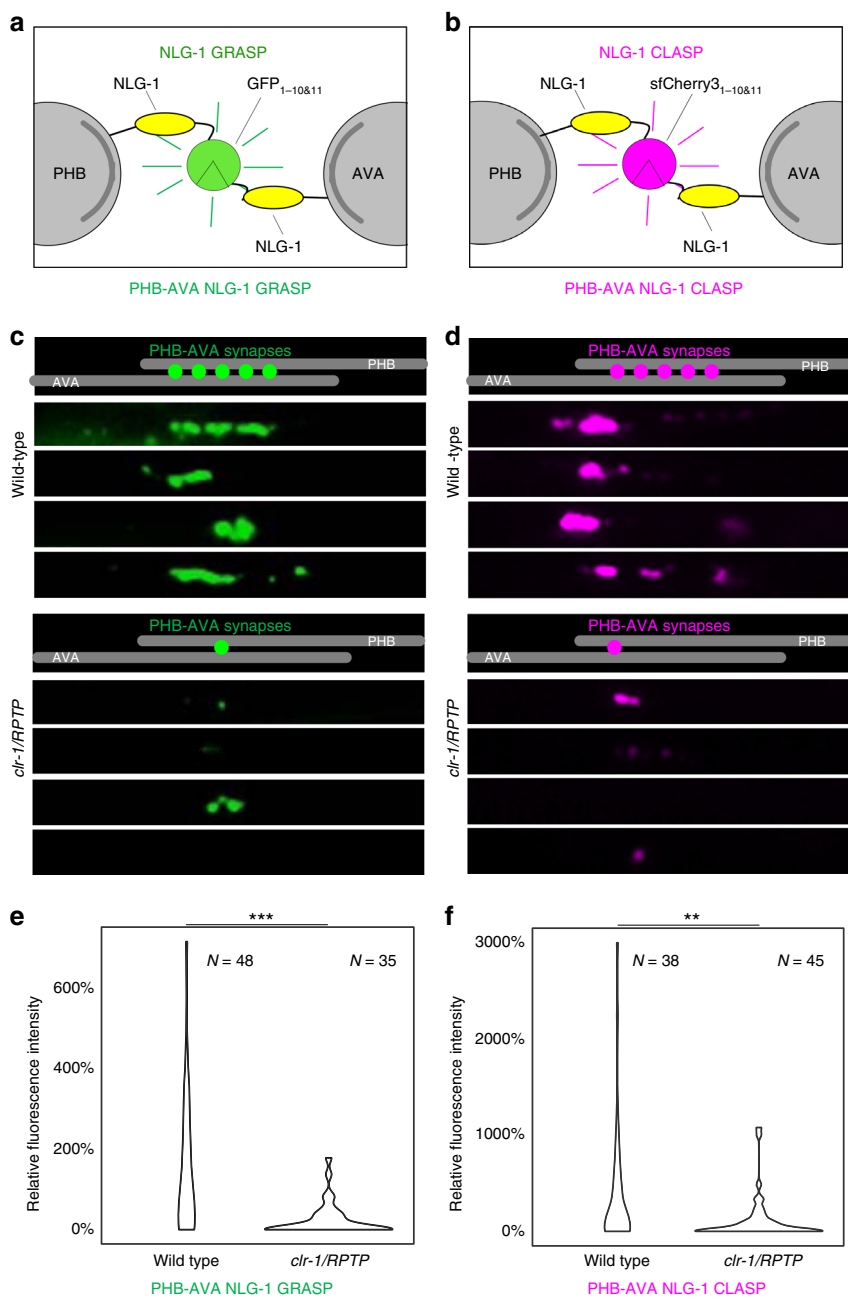 a
NLG-1 GRASP
NLG-1
GFP1–10&11
PHB
AVA
NLG-1
PHB-AVA NLG-1 GRASP
b
NLG-1 CLASP
NLG-1
sfCherry31–10&11
PHB
AVA
NLG-1
PHB-AVA NLG-1 CLASP
c
PHB-AVA synapses
PHB
AVA
Wild-type
PHB-AVA synapses
PHB
AVA
clr-1/RPTP
d
PHB-AVA synapses
PHB
AVA
Wild -type
PHB-AVA synapses
PHB
AVA
clr-1/RPTP
e
***
N = 48
N = 35
Relative fluorescence intensity
600%
400%
200%
0%
Wild type
clr-1/RPTP
PHB-AVA NLG-1 GRASP
f
**
N = 38
N = 45
Relative fluorescence intensity
3000%
2000%
1000%
0%
Wild type
clr-1/RPTP
PHB-AVA NLG-1 CLASP